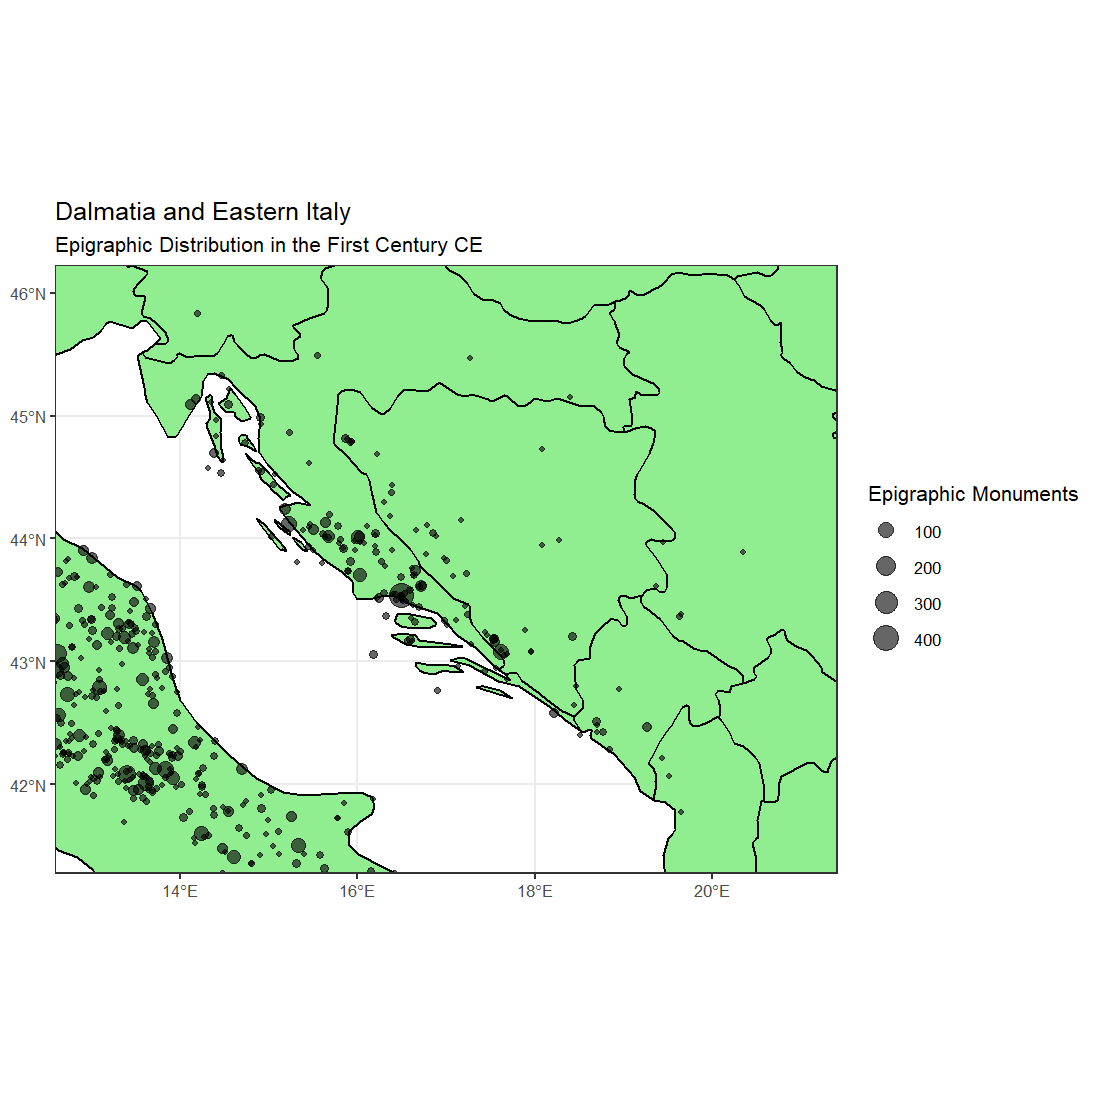 Dalmatia and Eastern Italy
Epigraphic Distribution in the First Century CE
46°N
45°N
44°N
43°N
42°N
14°E
16°E
18°E
20°E
Epigraphic Monuments
100
200
300
400